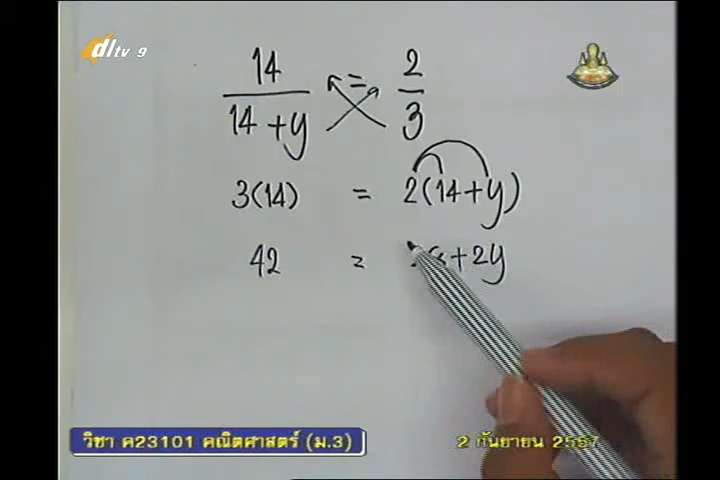 dltv 9
14/(14 + y) = 2/3
3(14) = 2(14 + y)
42 = + 2y
วิชา ค23101 คณิตศาสตร์ (ม.3)
2 กันยายน 2557